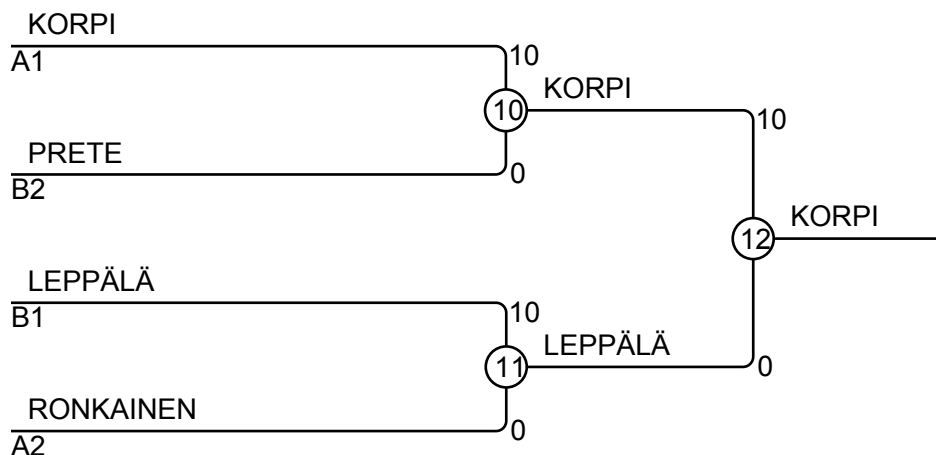 KORPI
A1
10
10
KORPI
10
PRETE
B2
0
12
KORPI
LEPPÄLÄ
B1
10
11
LEPPÄLÄ
0
RONKAINEN
A2
0